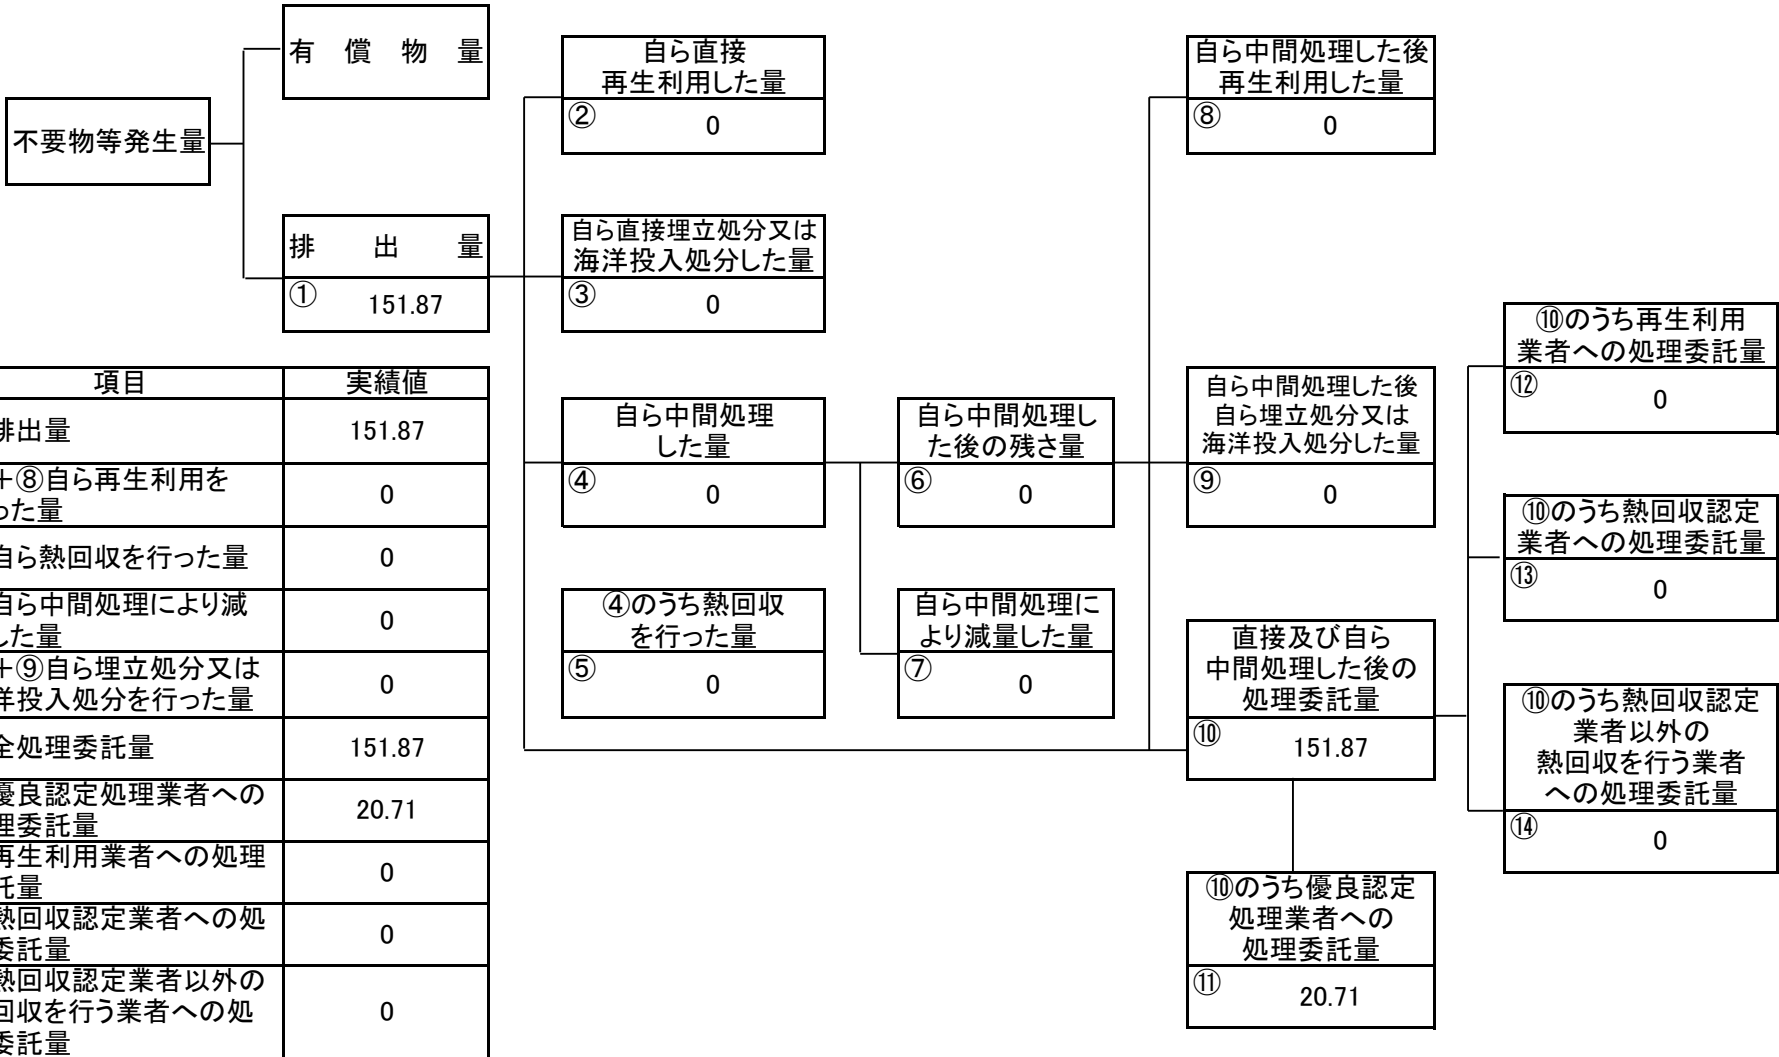 有償物量
不要物等発生量
排出量
① 151.87
自ら直接
再生利用した量
② 0
自ら直接埋立処分又は
海洋投入処分した量
③ 0
自ら中間処理
した量
④ 0
④のうち熱回収
を行った量
⑤ 0
自ら中間処理し
た後の残さ量
⑥ 0
自ら中間処理に
より減量した量
⑦ 0
自ら中間処理した後
再生利用した量
⑧ 0
自ら中間処理した後
自ら埋立処分又は
海洋投入処分した量
⑨ 0
直接及び自ら
中間処理した後の
処理委託量
⑩ 151.87
⑩のうち優良認定
処理業者への
処理委託量
⑪ 20.71
⑩のうち再生利用
業者への処理委託量
⑫ 0
⑩のうち熱回収認定
業者への処理委託量
⑬ 0
⑩のうち熱回収認定
業者以外の
熱回収を行う業者
への処理委託量
⑭ 0
項目 実績値
排出量 151.87
+⑧自ら再生利用を
った量 0
自ら熱回収を行った量 0
自ら中間処理により減
した量 0
+⑨自ら埋立処分又は
洋投入処分を行った量 0
全処理委託量 151.87
優良認定処理業者への
理委託量 20.71
再生利用業者への処理
託量 0
熱回収認定業者への処
委託量 0
熱回収認定業者以外の
回収を行う業者への処
委託量 0